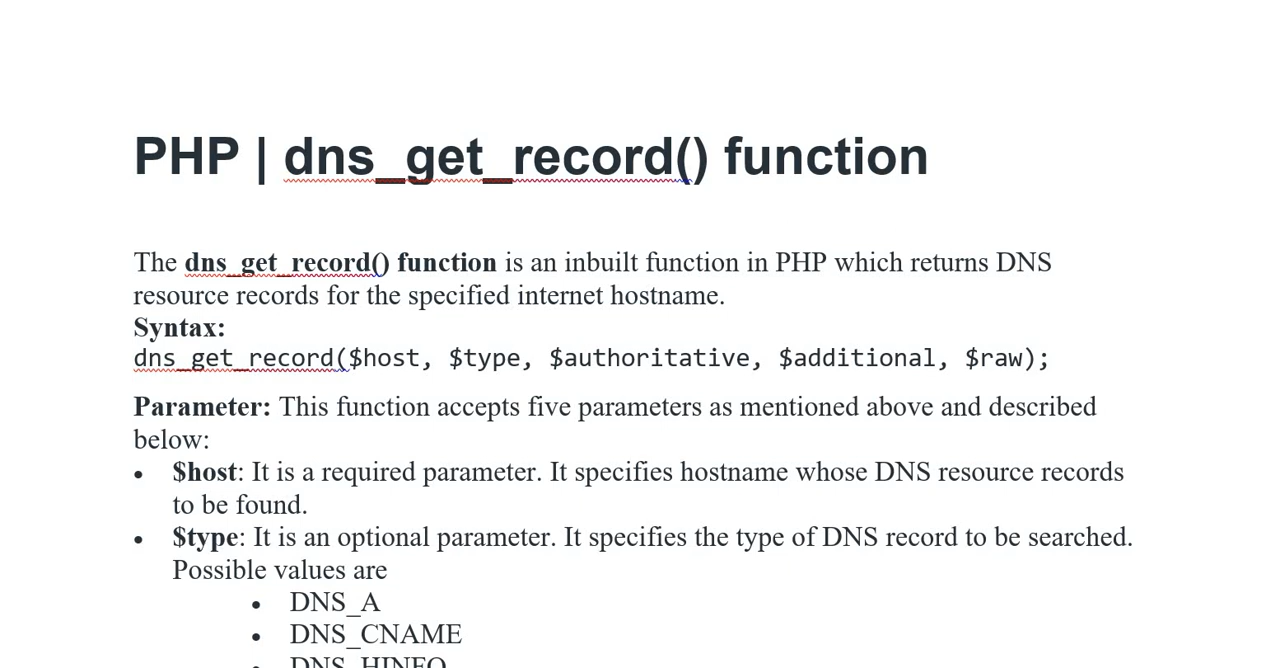 PHP | dns_get_record() function
The dns_get_record() function is an inbuilt function in PHP which returns DNS
resource records for the specified internet hostname.
Syntax:
dns_get_record($host, $type, $authoritative, $additional, $raw);
Parameter: This function accepts five parameters as mentioned above and described
below:
• $host: It is a required parameter. It specifies hostname whose DNS resource records
to be found.
• $type: It is an optional parameter. It specifies the type of DNS record to be searched.
Possible values are
• DNS_A
• DNS_CNAME
• DNS_HINFO